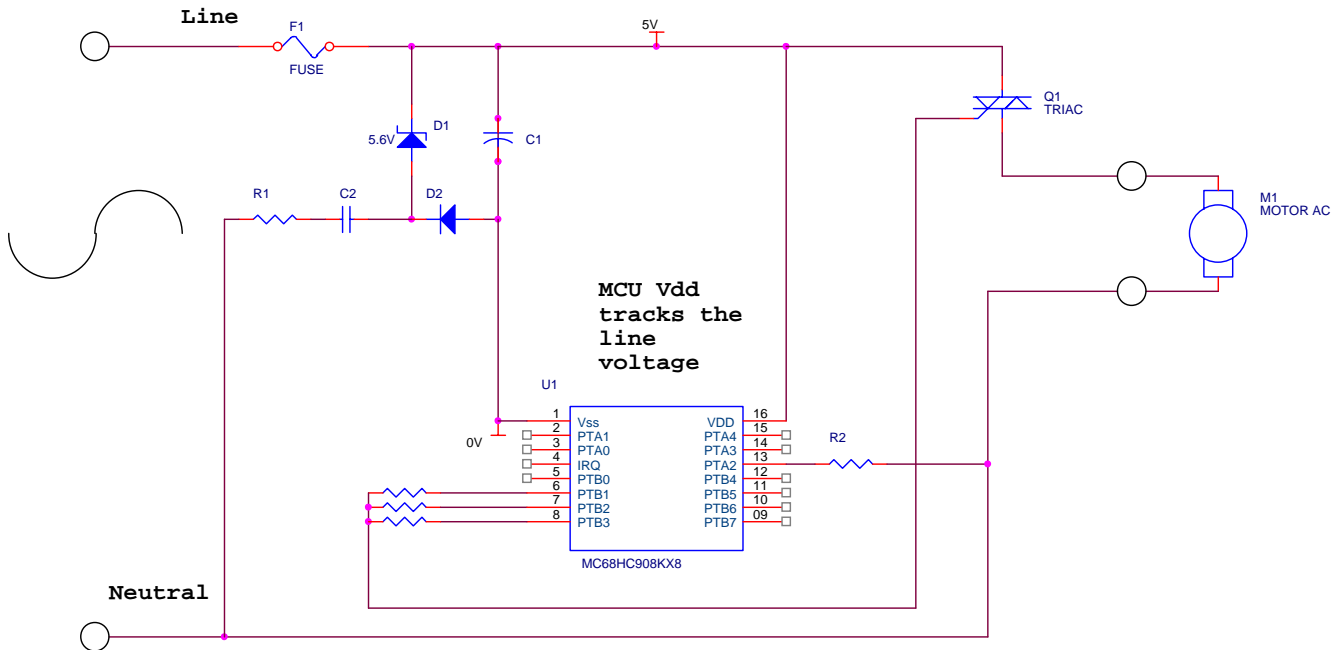 Line
F1
FUSE
5V
Q1
TRIAC
D1
5.6V
C1
R1
C2
D2
M1
MOTOR AC
MCU Vdd
tracks the
line
voltage
U1
1 Vss VDD 16
2 PTA1 PTA4 15
0V
3 PTA0 PTA3 14
4 IRQ PTA2 13
R2
5 PTB0 PTB4 12
6 PTB1 PTB5 11
7 PTB2 PTB6 10
8 PTB3 PTB7 09
MC68HC908KX8
Neutral